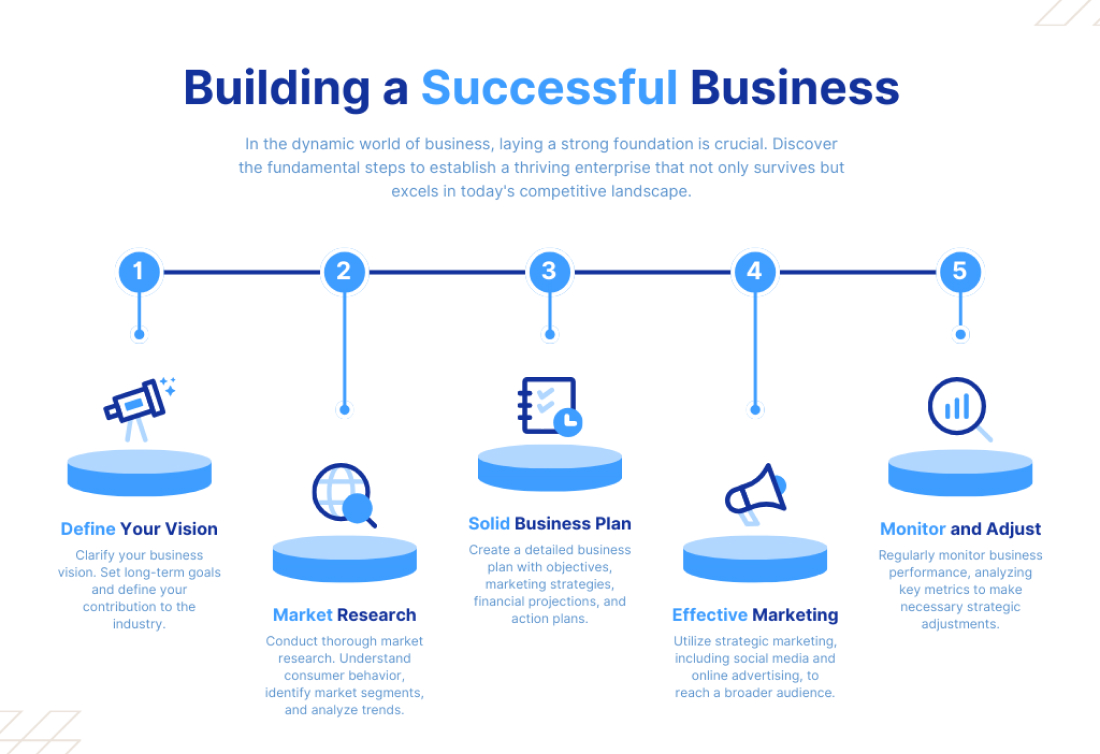 Building a Successful Business
In the dynamic world of business, laying a strong foundation is crucial. Discover
the fundamental steps to establish a thriving enterprise that not only survives but
excels in today's competitive landscape.
1
2
3
4
5
Define Your Vision
Clarify your business
vision. Set long-term goals
and define your
contribution to the
industry.
Market Research
Conduct thorough market
research. Understand
consumer behavior,
identify market segments,
and analyze trends.
Solid Business Plan
Create a detailed business
plan with objectives,
marketing strategies,
financial projections, and
action plans.
Effective Marketing
Utilize strategic marketing,
including social media and
online advertising, to
reach a broader audience.
Monitor and Adjust
Regularly monitor business
performance, analyzing
key metrics to make
necessary strategic
adjustments.